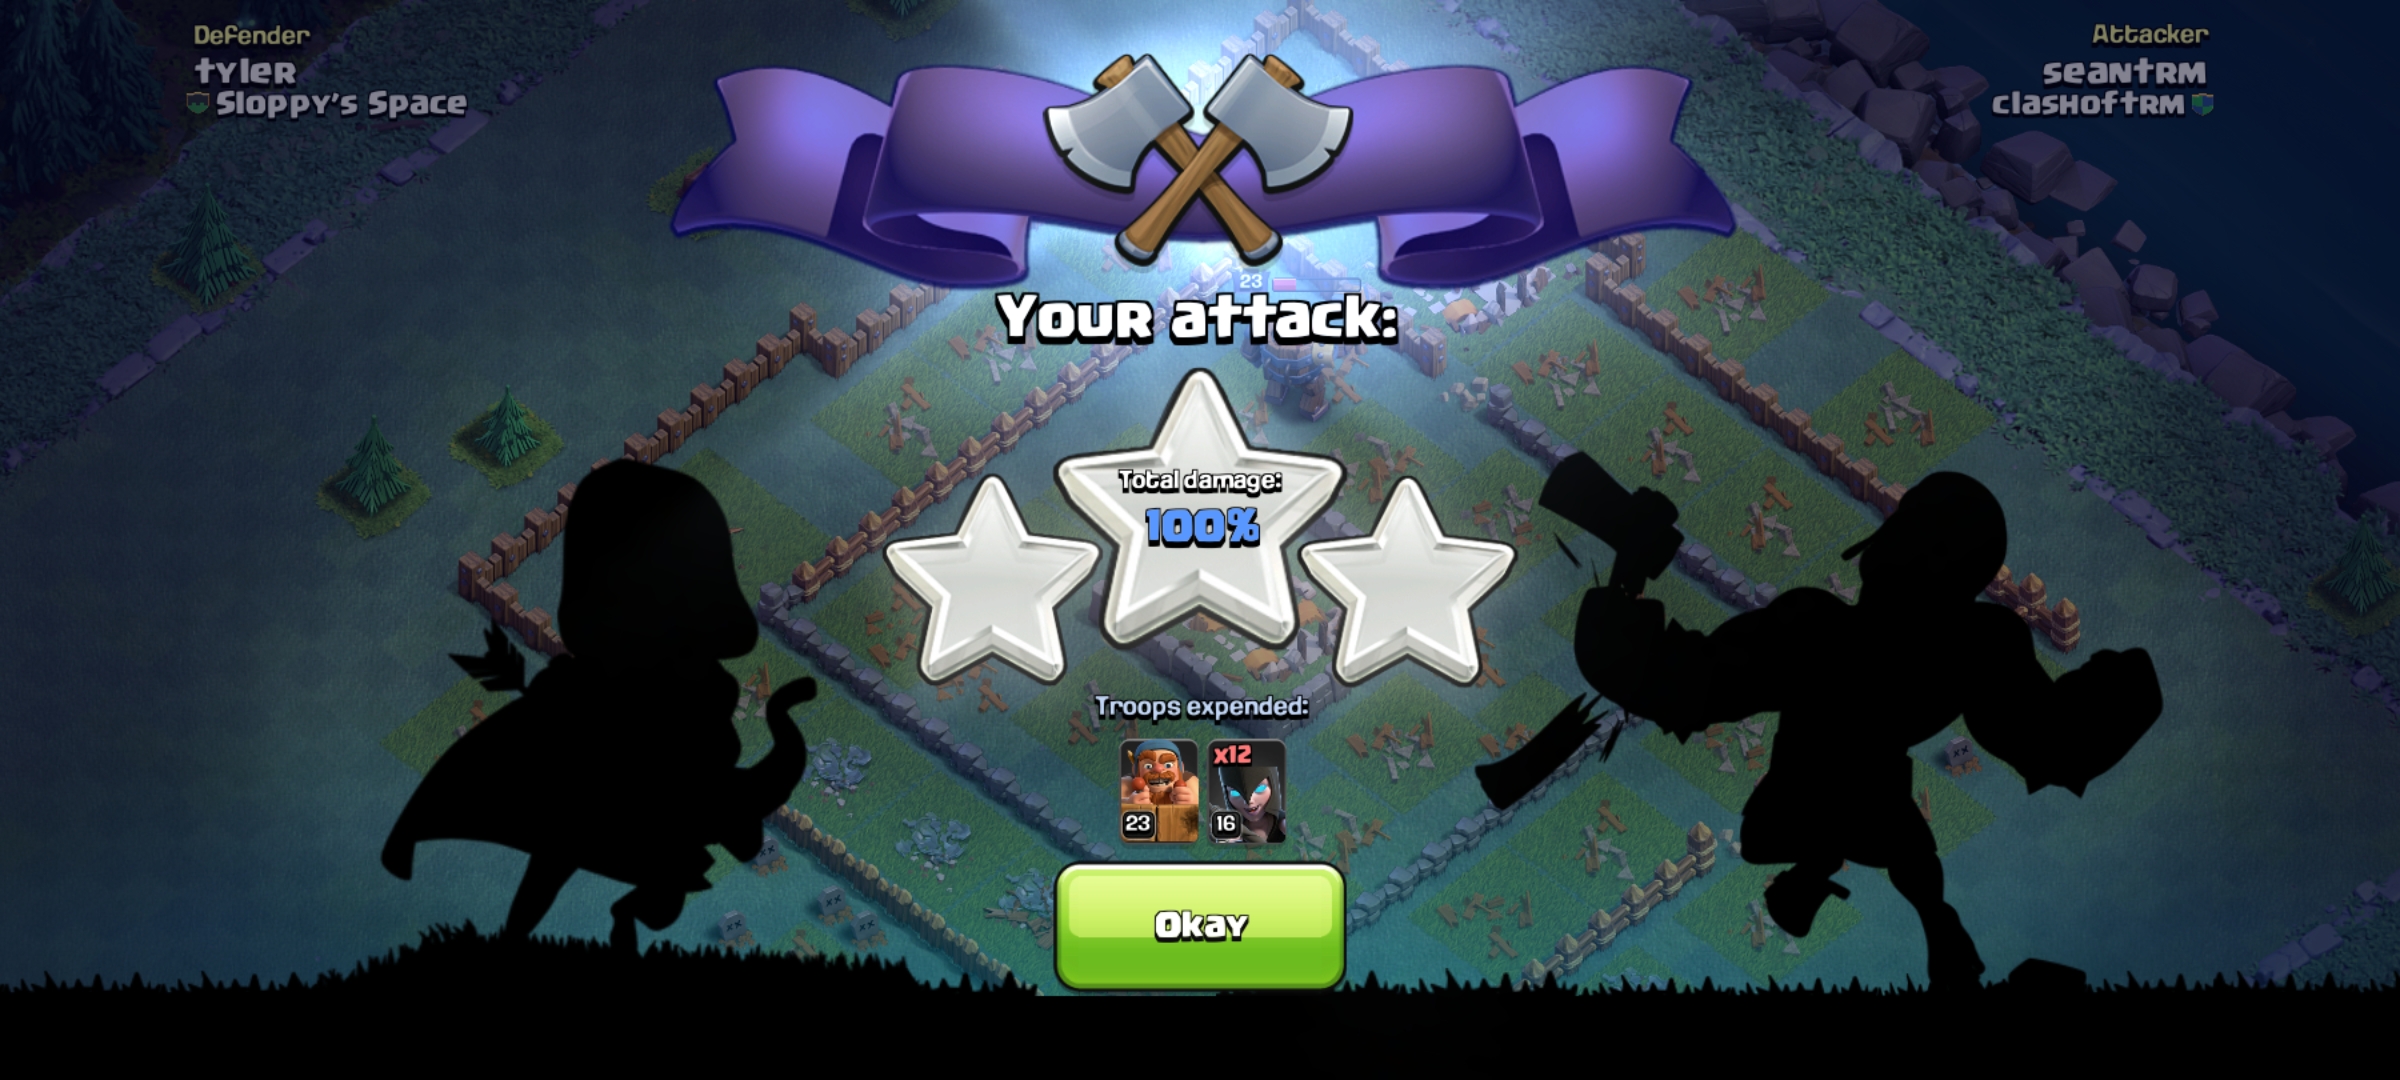 Defender
tyler
Sloppy's Space
Attacker
seantrm
clashoftrm
23
Your attack:
Total damage:
100%
Troops expended:
x12
23
16
Okay